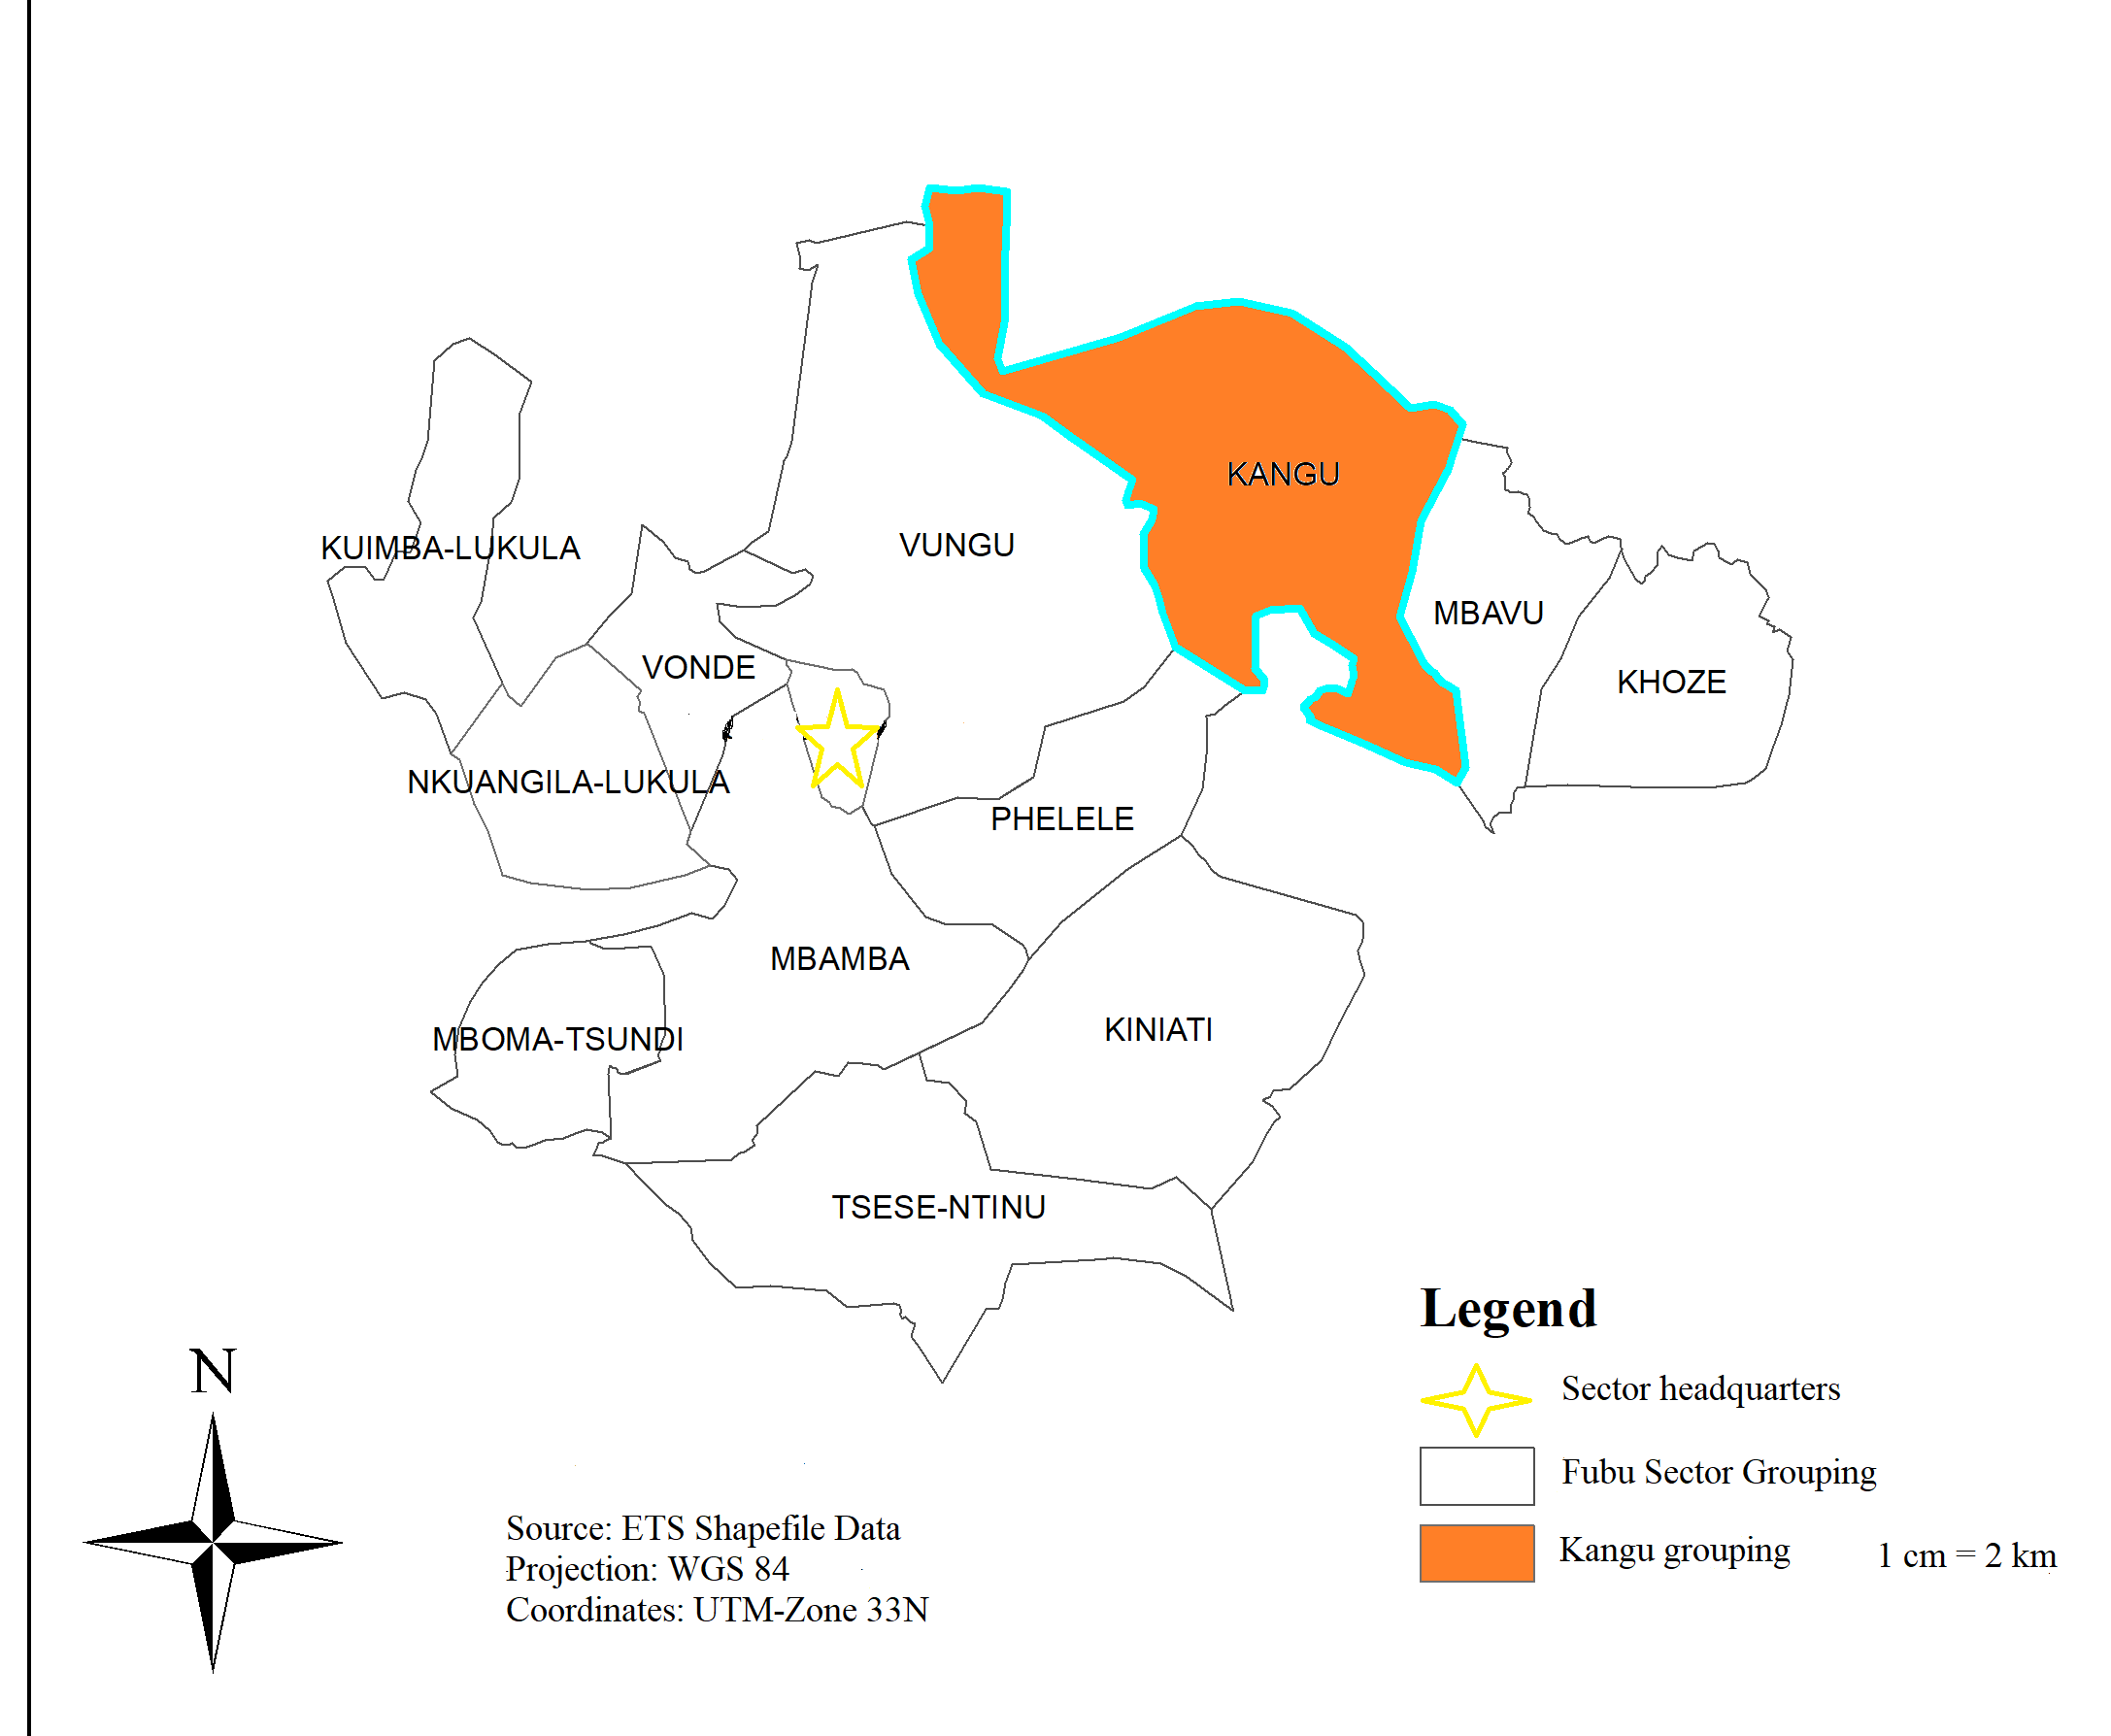 KANGU
KUIMBA-LUKULA
VUNGU
MBAVU
VONDE
KHOZE
NKUANGILA-LUKULA
PHELELE
MBAMBA
KINIATI
MBOMA-TSUNDI
TSESE-NTINU
Legend
Sector headquarters
Fubu Sector Grouping
Kangu grouping
1 cm = 2 km
N
Source: ETS Shapefile Data
Projection: WGS 84
Coordinates: UTM-Zone 33N